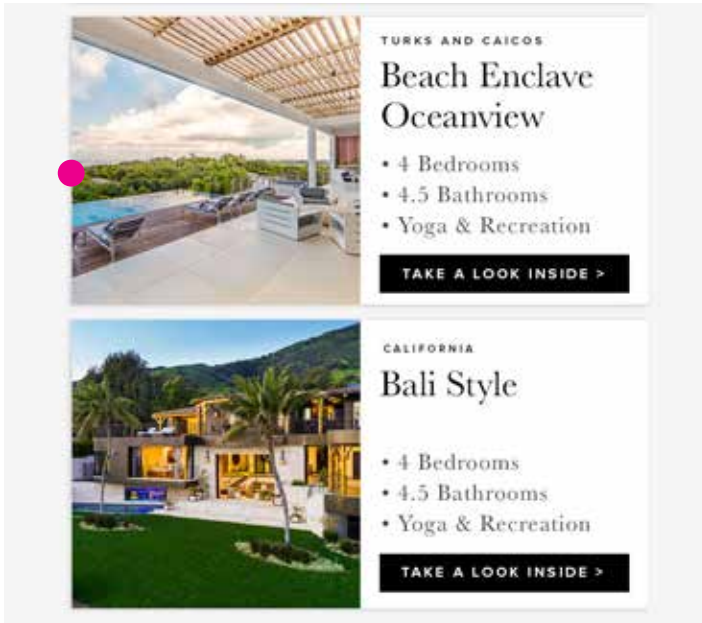 TURKS AND CAICOS
Beach Enclave
Oceanview
• 4 Bedrooms
• 4.5 Bathrooms
• Yoga & Recreation
TAKE A LOOK INSIDE >
CALIFORNIA
Bali Style
• 4 Bedrooms
• 4.5 Bathrooms
• Yoga & Recreation
TAKE A LOOK INSIDE >